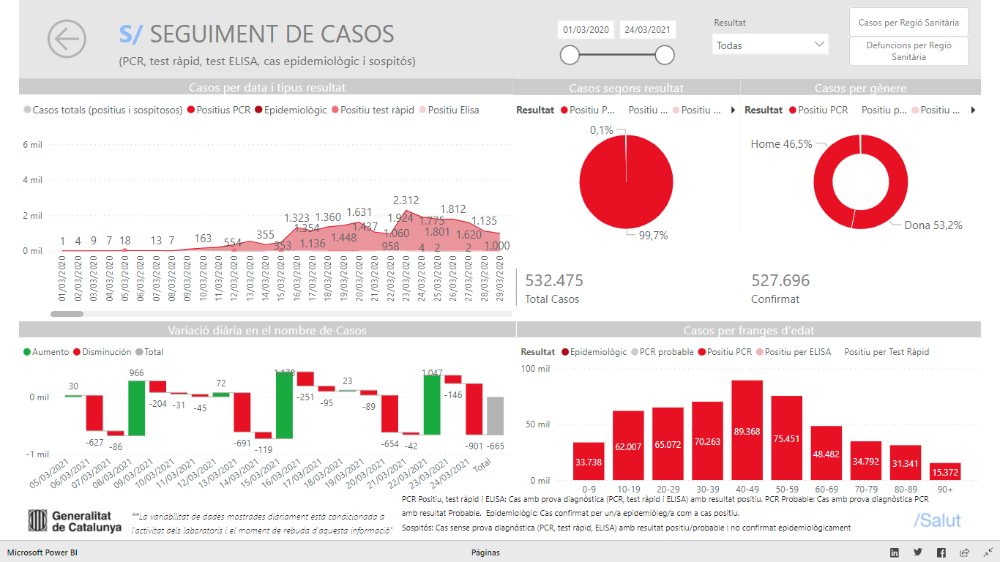 S/ SEGUIMENT DE CASOS
(PCR, test ràpid, test ELISA, cas epidemiològic i sospitós)
01/03/2020 24/03/2021
Resultat
Todas
Casos per Regió Sanitària
Defuncions per Regió
Sanitària
Casos per data i tipus resultat
Casos totals (positius i sospitosos) Positius PCR Epidemiològic Positiu test ràpid Positiu Elisa
6 mil
4 mil
2 mil
0 mil
1 4 9 7 18 13 7 163 554 355 353 1.323 1.354 1.136 1.360 1.448 1.631 1.437 1.060 958 1.924 2.312 1.775 4 1.801 2 1.812 1.620 2 1.135 1.000
01/03/2020 02/03/2020 03/03/2020 04/03/2020 05/03/2020 06/03/2020 07/03/2020 08/03/2020 09/03/2020 10/03/2020 11/03/2020 12/03/2020 13/03/2020 14/03/2020 15/03/2020 16/03/2020 17/03/2020 18/03/2020 19/03/2020 20/03/2020 21/03/2020 22/03/2020 23/03/2020 24/03/2020 25/03/2020 26/03/2020 27/03/2020 28/03/2020 29/03/2020
Casos segons resultat
Resultat Positiu P... Positiu ... Positiu ...
0,1%
99,7%
532.475
Total Casos
Casos per gènere
Resultat Positiu PCR Positiu p... Positiu ...
Home 46,5%
Dona 53,2%
527.696
Confirmat
Variació diària en el nombre de Casos
Aumento Disminución Total
0 mil
-1 mil
30 -627 -86 966 -204 -31 -45 72 -691 -119 1.178 -251 -95 23 -89 -654 -42 1.047 -146 -901 -665
05/03/2021 06/03/2021 07/03/2021 08/03/2021 09/03/2021 10/03/2021 11/03/2021 12/03/2021 13/03/2021 14/03/2021 15/03/2021 16/03/2021 17/03/2021 18/03/2021 19/03/2021 20/03/2021 21/03/2021 22/03/2021 23/03/2021 24/03/2021 Total
Casos per franges d'edat
Resultat Epidemiològic PCR probable Positiu PCR Positiu per ELISA Positiu per Test Ràpid
100 mil
50 mil
0 mil
33.738 62.007 65.072 70.263 89.368 75.451 48.482 34.792 31.341 15.372
0-9 10-19 20-29 30-39 40-49 50-59 60-69 70-79 80-89 90+
Generalitat
de Catalunya
"*La variabilitat de dades mostrades diàriament està condicionada a
l'activitat dels laboratoris i el moment de rebuda d'aquesta informació"
PCR Positiu, test ràpid i ELISA: Cas amb prova diagnòstica (PCR, test ràpid i ELISA) amb resultat positiu. PCR Probable: Cas amb prova diagnòstica PCR
amb resultat Probable. Epidemiològic: Cas confirmat per un/a epidemiòleg/a com a cas positiu.
Sospitós: Cas sense prova diagnòstica (PCR, test ràpid, ELISA) amb resultat positiu/probable i no confirmat epidemiològicament
/Salut
Microsoft Power BI
Páginas